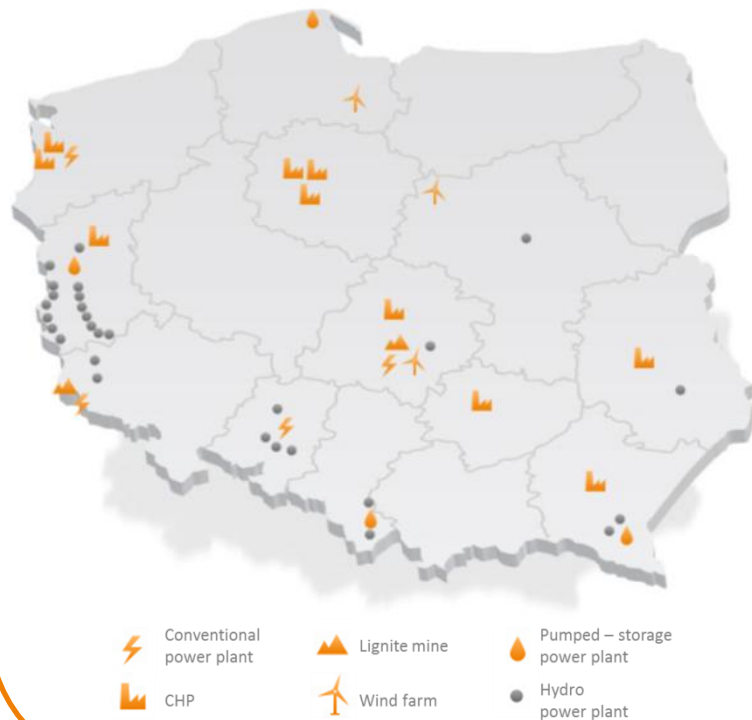 Conventional
power plant
Lignite mine
Pumped – storage
power plant
CHP
Wind farm
Hydro
power plant